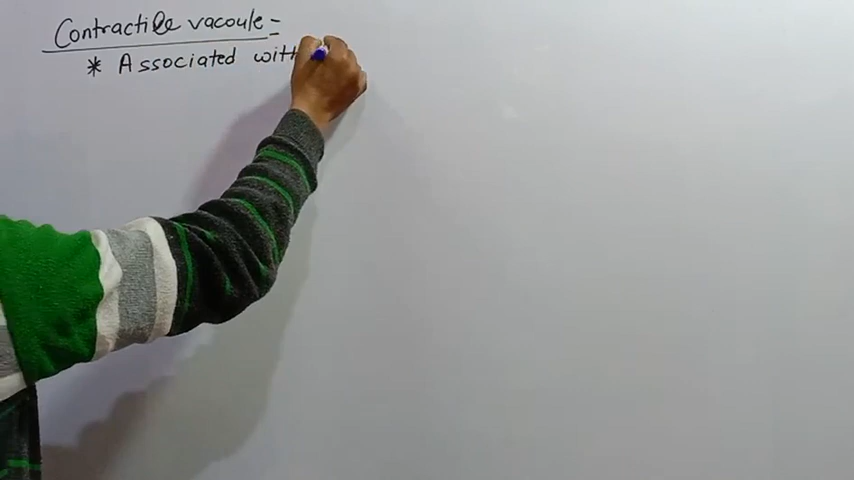 Contractile vacoule =
* Associated with